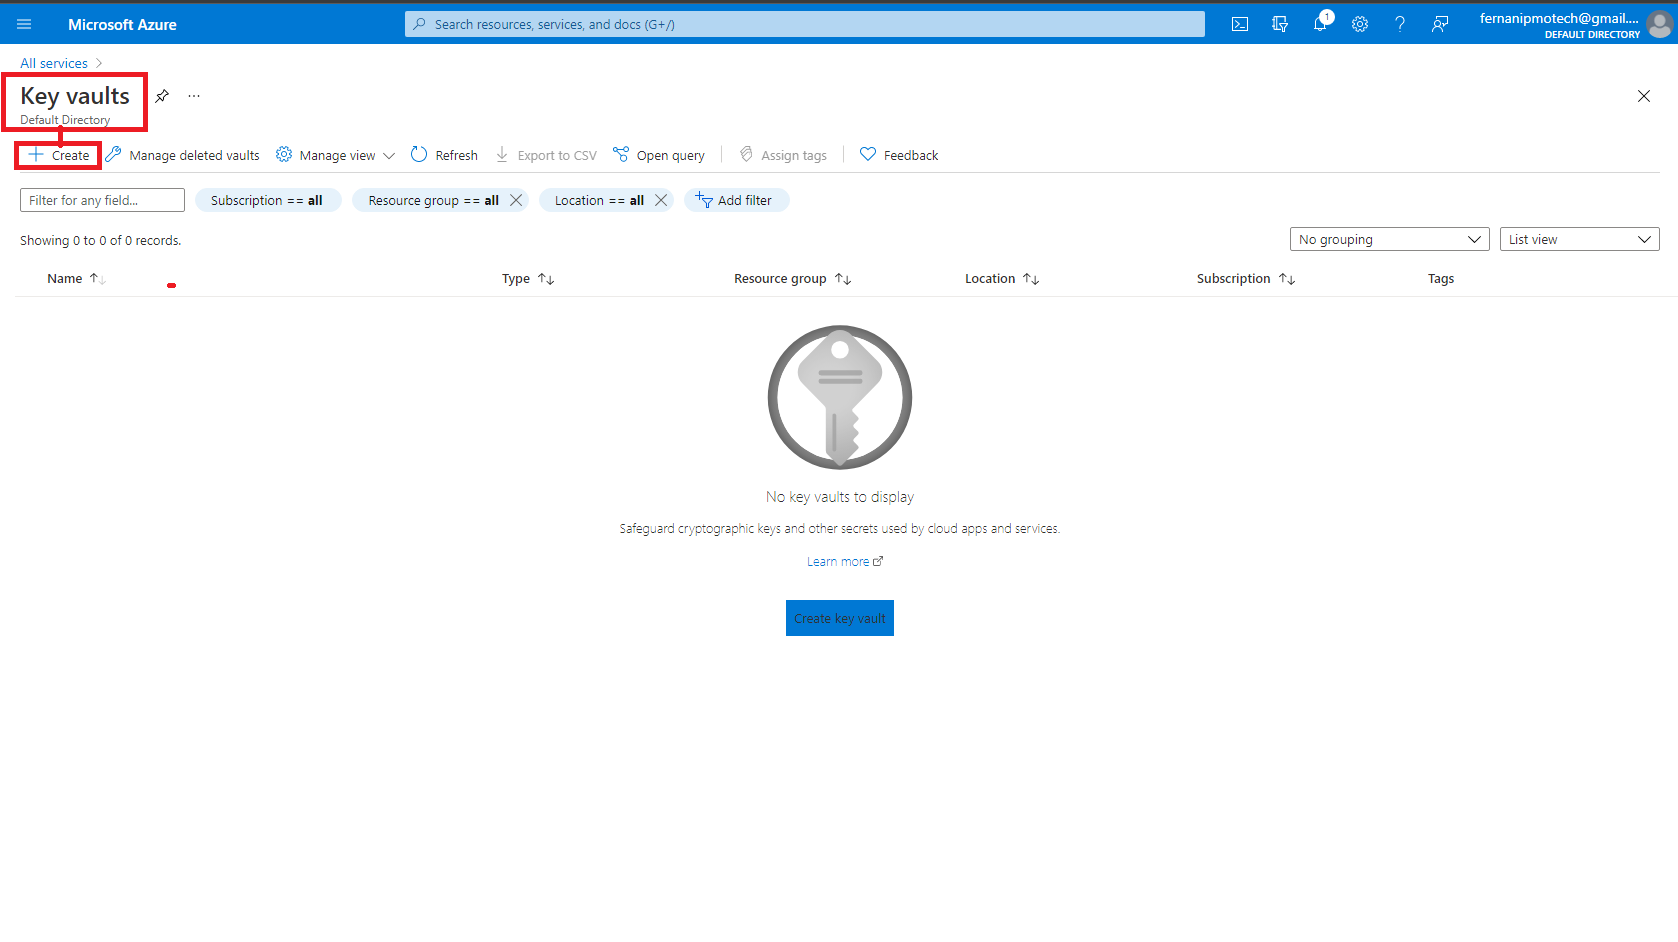 Microsoft Azure
Search resources, services, and docs (G+/)
1
fernanipmotech@gmail....
DEFAULT DIRECTORY
All services
Key vaults
...
Default Directory
Create
Manage deleted vaults
Manage view
Refresh
Export to CSV
Open query
Assign tags
Feedback
Filter for any field...
Subscription == all
Resource group == all
Location == all
Add filter
Showing 0 to 0 of 0 records.
No grouping
List view
Name
Type
Resource group
Location
Subscription
Tags
No key vaults to display
Safeguard cryptographic keys and other secrets used by cloud apps and services.
Learn more
Create key vault